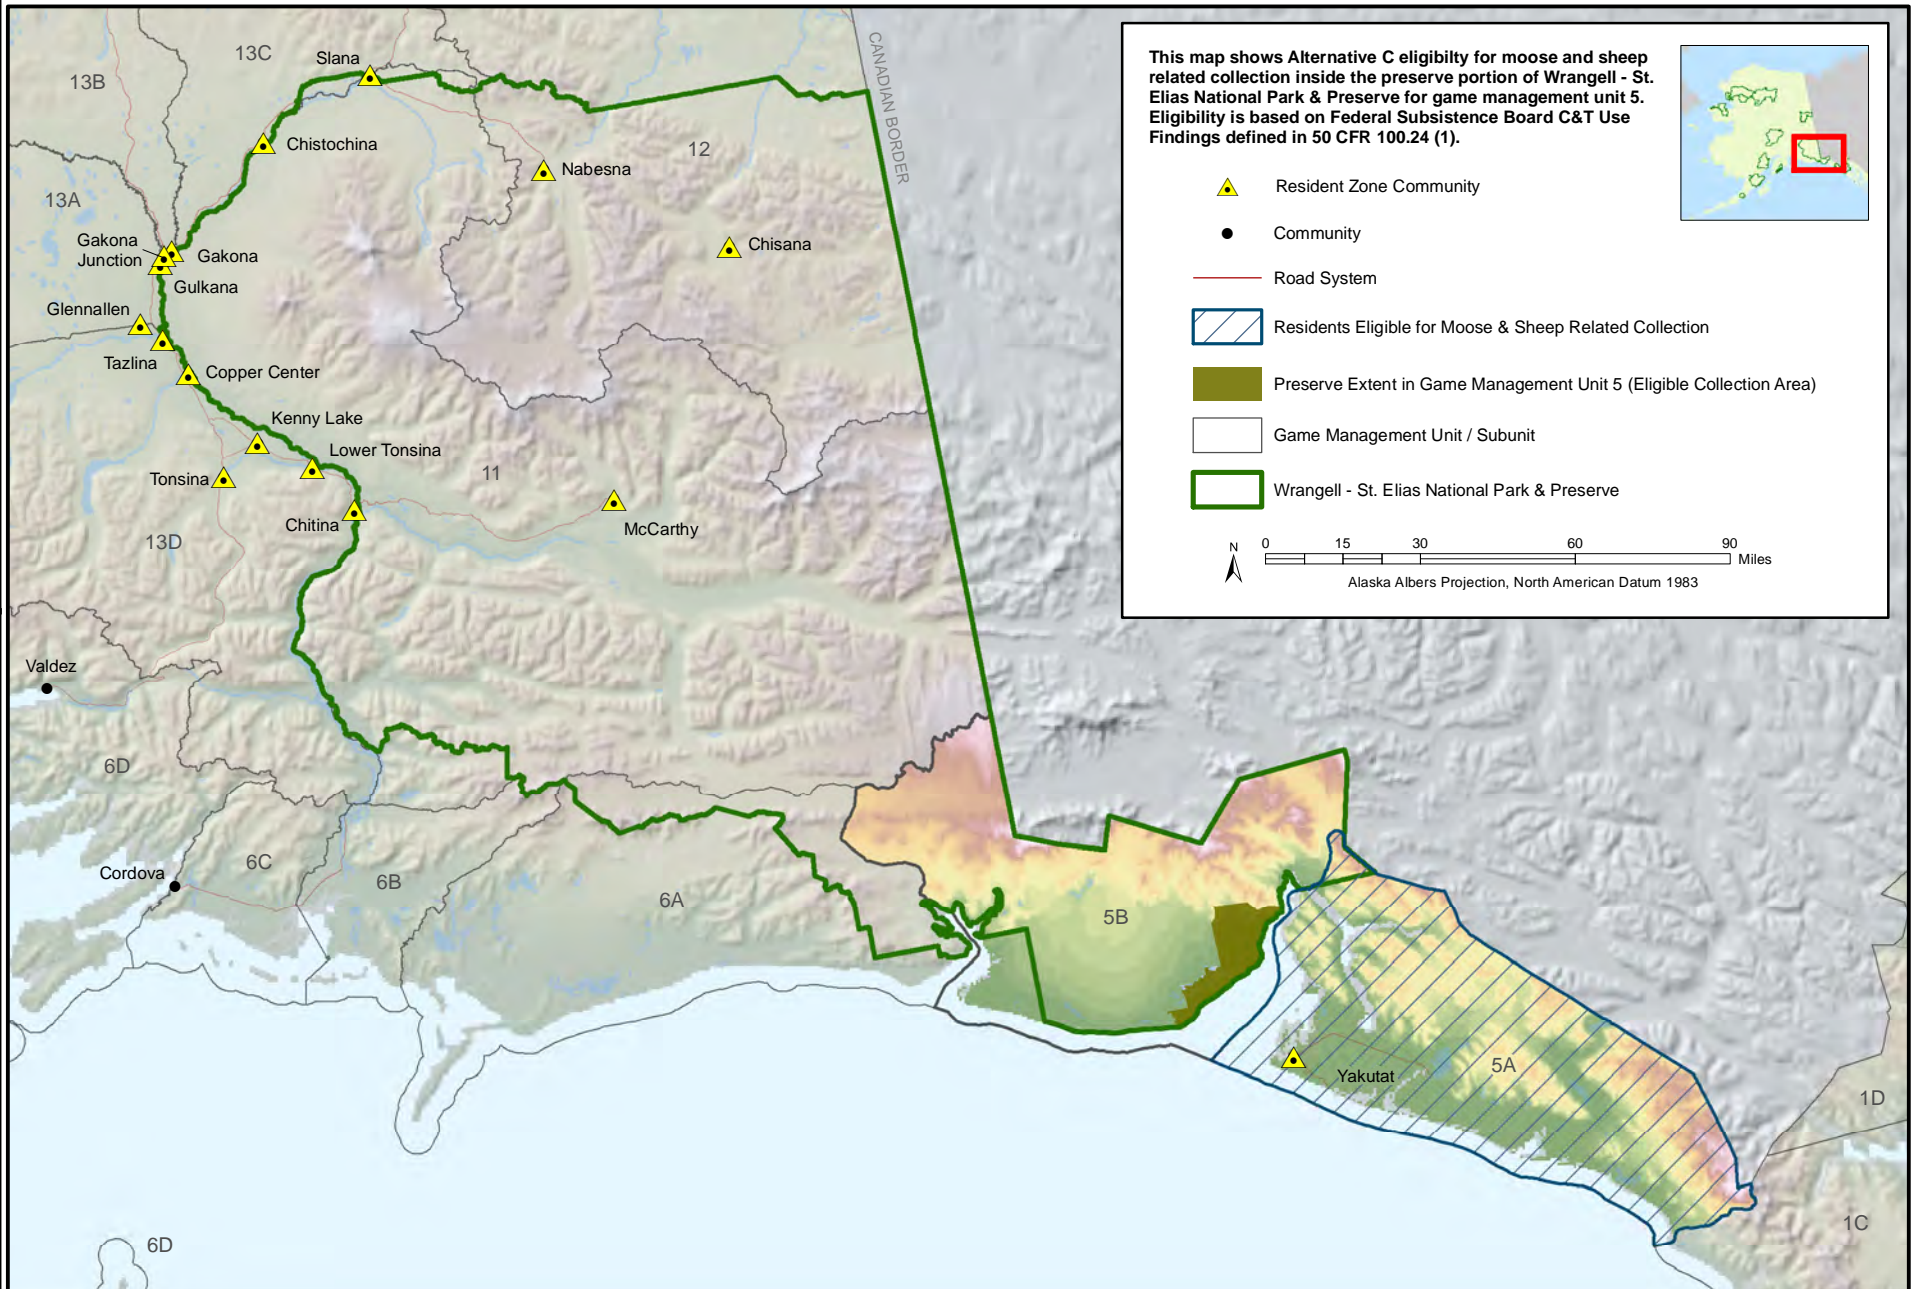 This map shows Alternative C eligibilty for moose and sheep
related collection inside the preserve portion of Wrangell - St.
Elias National Park & Preserve for game management unit 5.
Eligibility is based on Federal Subsistence Board C&T Use
Findings defined in 50 CFR 100.24 (1).
Resident Zone Community
Community
Road System
Residents Eligible for Moose & Sheep Related Collection
Preserve Extent in Game Management Unit 5 (Eligible Collection Area)
Game Management Unit / Subunit
Wrangell - St. Elias National Park & Preserve
N
0 15 30 60 90
Miles
Alaska Albers Projection, North American Datum 1983
CANADIAN BORDER
13C
Slana
13B
Chistochina
12
Nabesna
13A
Gakona
Junction
Gakona
Chisana
Gulkana
Glennallen
Tazlina
Copper Center
Kenny Lake
Lower Tonsina
Tonsina
11
Chitina
McCarthy
13D
Valdez
6D
Cordova
6C
6B
6A
5B
5A
Yakutat
1D
1C
6D